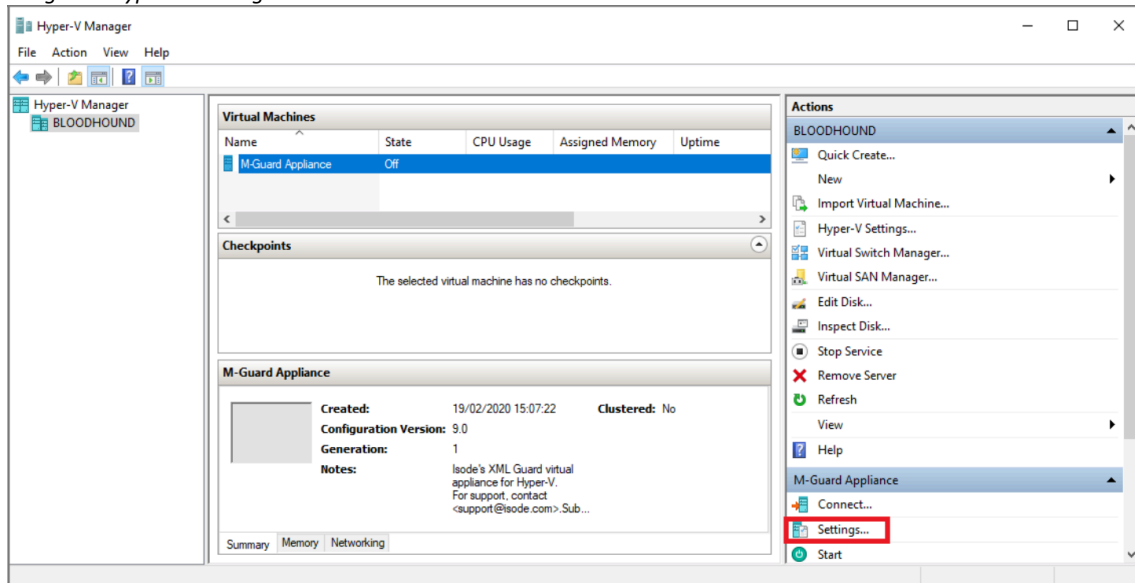 Hyper-V Manager
File Action View Help
Hyper-V Manager
BLOODHOUND
Virtual Machines
Name State CPU Usage Assigned Memory Uptime
M-Guard Appliance Off
Checkpoints
The selected virtual machine has no checkpoints.
M-Guard Appliance
Created: 19/02/2020 15:07:22 Clustered: No
Configuration Version: 9.0
Generation: 1
Notes: Isode's XML Guard virtual
appliance for Hyper-V.
For support, contact
<support@isode.com>.Sub...
Summary Memory Networking
Actions
BLOODHOUND
Quick Create...
New
Import Virtual Machine...
Hyper-V Settings...
Virtual Switch Manager...
Virtual SAN Manager...
Edit Disk...
Inspect Disk...
Stop Service
Remove Server
Refresh
View
Help
M-Guard Appliance
Connect...
Settings...
Start